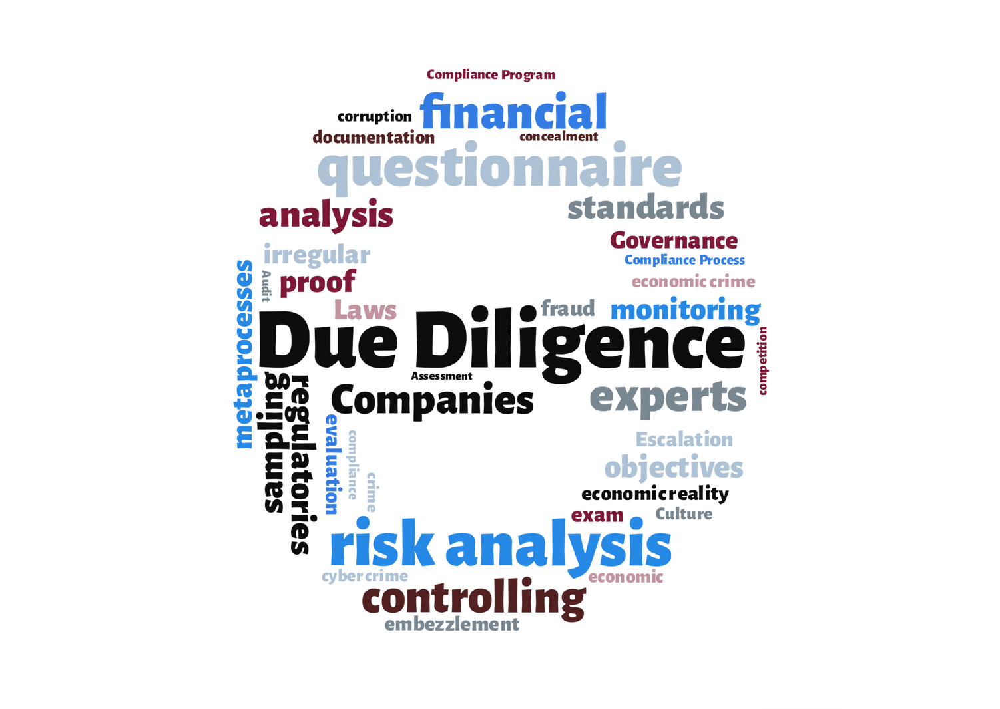 Compliance Program
financial
corruption
documentation
concealment
questionnaire
analysis
standards
Governance
irregular
Compliance Process
metaprocesses
Audit
proof
economic crime
Laws
fraud
monitoring
Due Diligence
competition
Assessment
Companies
experts
sampling
regulatories
evaluation
compliance
crime
Escalation
objectives
economic reality
exam
Culture
risk analysis
cyber crime
economic
controlling
embezzlement